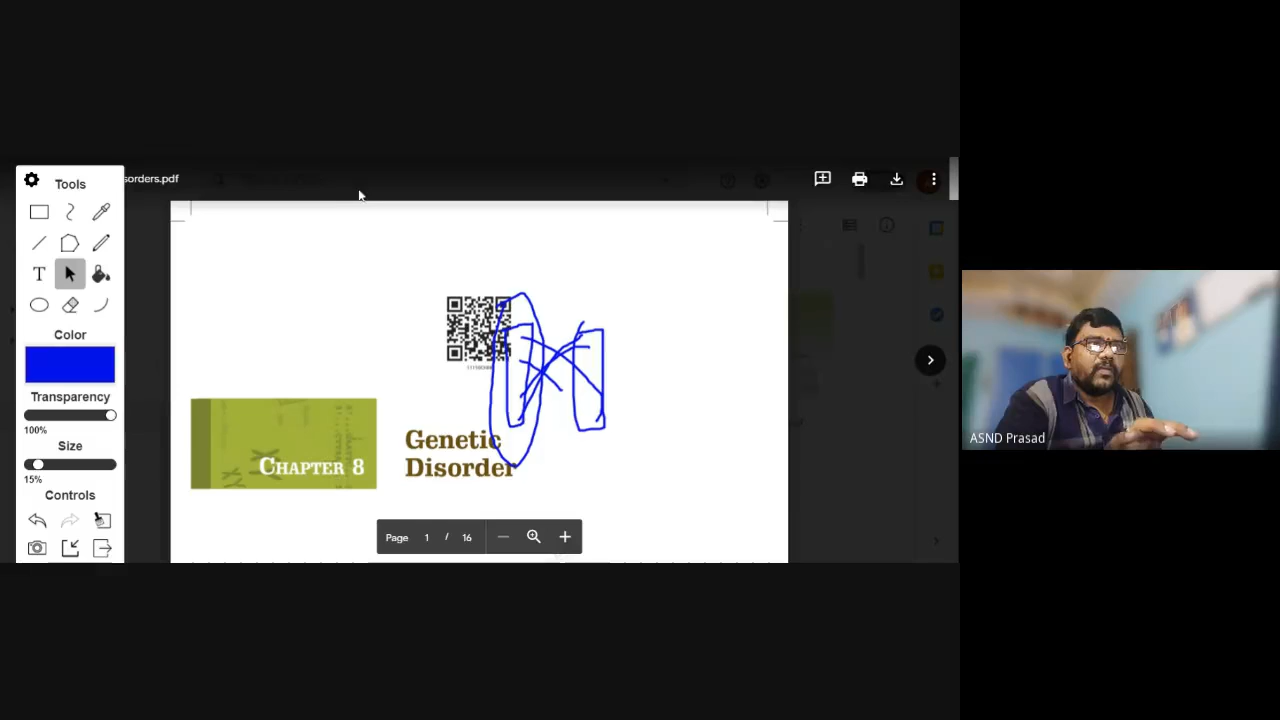 Tools
sorders.pdf
T
Color
Transparency
100%
Size
15%
Controls
CHAPTER 8
Genetic
Disorder
Page 1 / 16
ASND Prasad